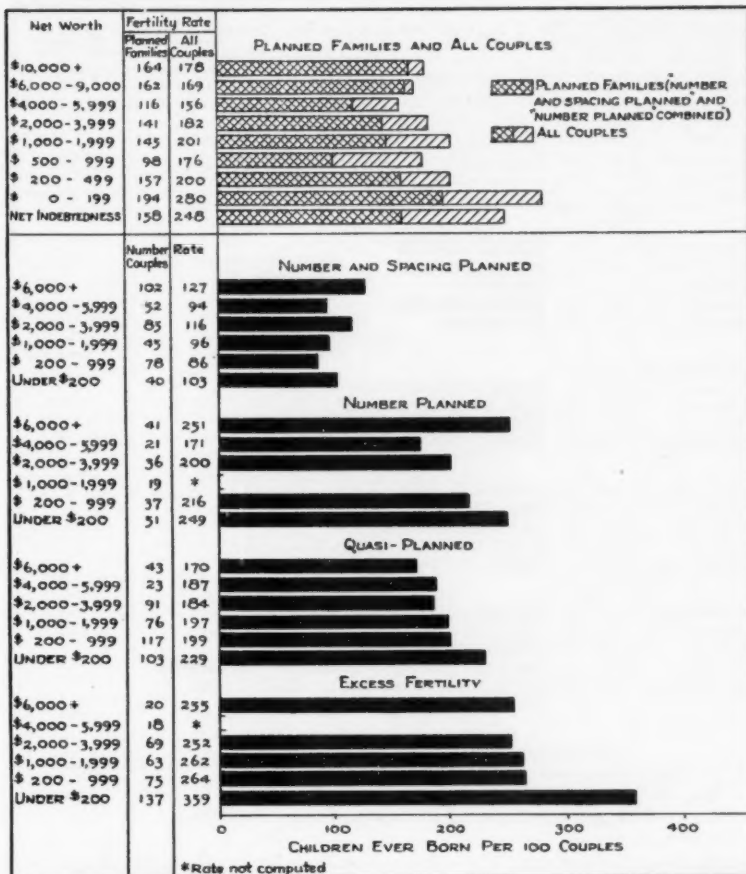 Net Worth Fertility Rate
Planned Families All Couples
PLANNED FAMILIES AND ALL COUPLES
$10,000+ 164 178
$6,000-9,000 162 169
$4000-5,999 116 156
$2,000-3,999 141 182
$1,000-1,999 145 201
$ 500-999 98 176
$ 200-499 157 200
$ 0-199 194 280
NET INDEBTEDNESS 158 248
PLANNED FAMILIES ("NUMBER
AND SPACING PLANNED" AND
"NUMBER PLANNED" COMBINED)
ALL COUPLES
Number Couples Rate
NUMBER AND SPACING PLANNED
$6,000+ 102 127
$4,000-5,999 52 94
$2,000-3,999 85 116
$1,000-1,999 45 96
$ 200-999 78 86
UNDER $200 40 103
NUMBER PLANNED
$6,000+ 41 251
$4,000-5,999 21 171
$2,000-3,999 36 200
$1,000-1,999 19 *
$ 200-999 37 216
UNDER $200 51 249
QUASI-PLANNED
$6,000+ 43 170
$4,000-5,999 23 187
$2,000-3,999 91 184
$1,000-1,999 76 197
$ 200-999 117 199
UNDER $200 103 229
EXCESS FERTILITY
$6,000+ 20 255
$4,000-5,999 18 *
$2,000-3,999 69 252
$1,000-1,999 63 262
$ 200-999 75 264
UNDER $200 137 359
0 100 200 300 400
CHILDREN EVER BORN PER 100 COUPLES
*Rate not computed